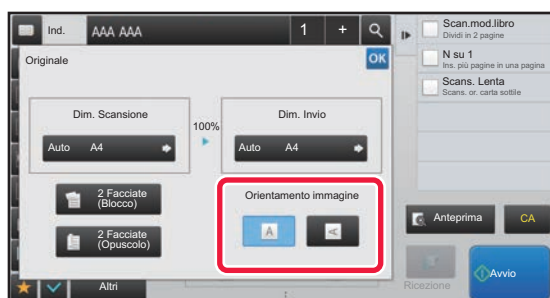 Ind. AAA AAA 1 +
Originale OK
Dim. Scansione
Auto A4
100%
Dim. Invio
Auto A4
2 Facciate
(Blocco)
2 Facciate
(Opuscolo)
Orientamento immagine
A A
Altri
Scan.mod.libro
Dividi in 2 pagine
N su 1
Ins. più pagine in una pagina
Scans. Lenta
Scans. or. carta sottile
Anteprima CA
Ricezione
Avvio